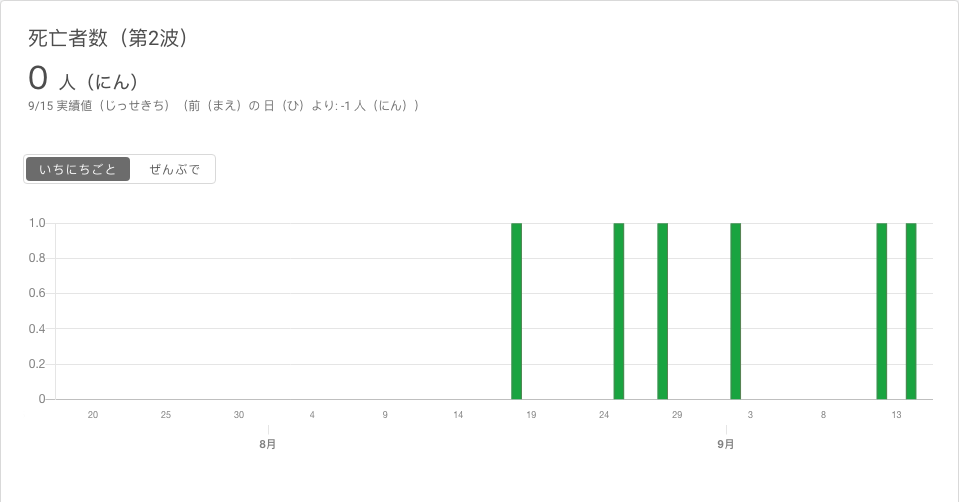 死亡者数（第2波）
0 人（にん）
9/15 実績値（じっせきち）（前（まえ）の 日（ひ）より: -1 人（にん））
いちにちごと ぜんぶで
1.0
0.8
0.6
0.4
0.2
0
20 25 30 4 9 14 19 24 29 3 8 13
8月 9月